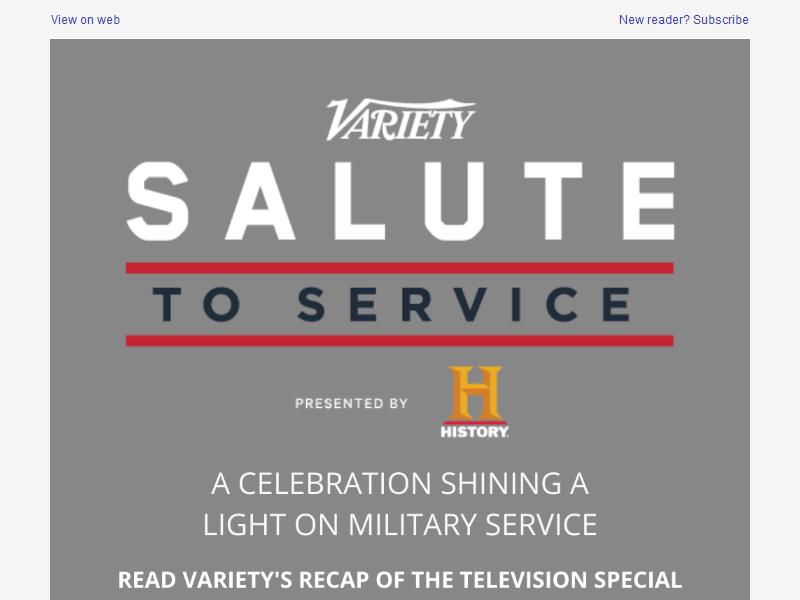 View on web
New reader? Subscribe
VARIETY
SALUTE
TO SERVICE
PRESENTED BY
H
HISTORY.
A CELEBRATION SHINING A
LIGHT ON MILITARY SERVICE
READ VARIETY'S RECAP OF THE TELEVISION SPECIAL